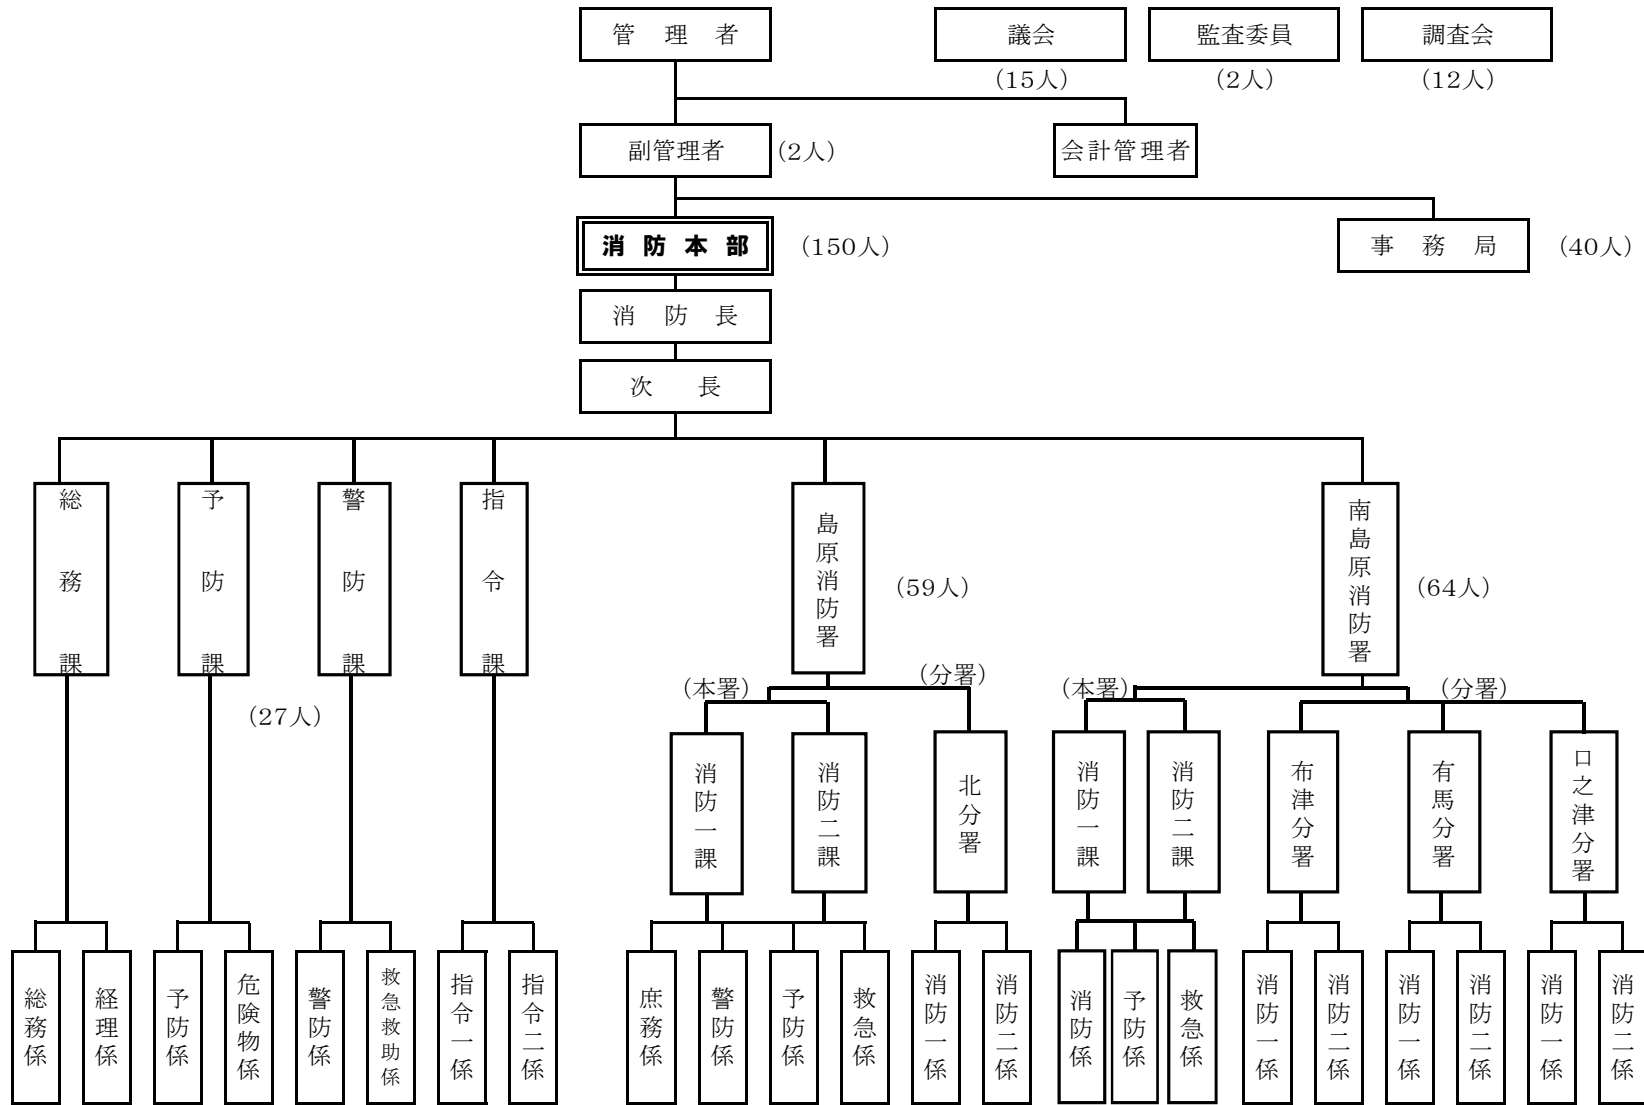 管理者
議会
監査委員
調査会
（15人）
（2人）
（12人）
副管理者
（2人）
会計管理者
消防本部
（150人）
事務局
（40人）
消防長
次長
総務課
予防課
警防課
指令課
島原消防署
（59人）
南島原消防署
（64人）
（27人）
（本署）
（分署）
（本署）
（分署）
消防一課
消防二課
北分署
消防一課
消防二課
布津分署
有馬分署
口之津分署
総務係
経理係
予防係
危険物係
警防係
救急救助係
指令一係
指令二係
庶務係
警防係
予防係
救急係
消防一係
消防二係
消防係
予防係
救急係
消防一係
消防二係
消防一係
消防二係
消防一係
消防二係